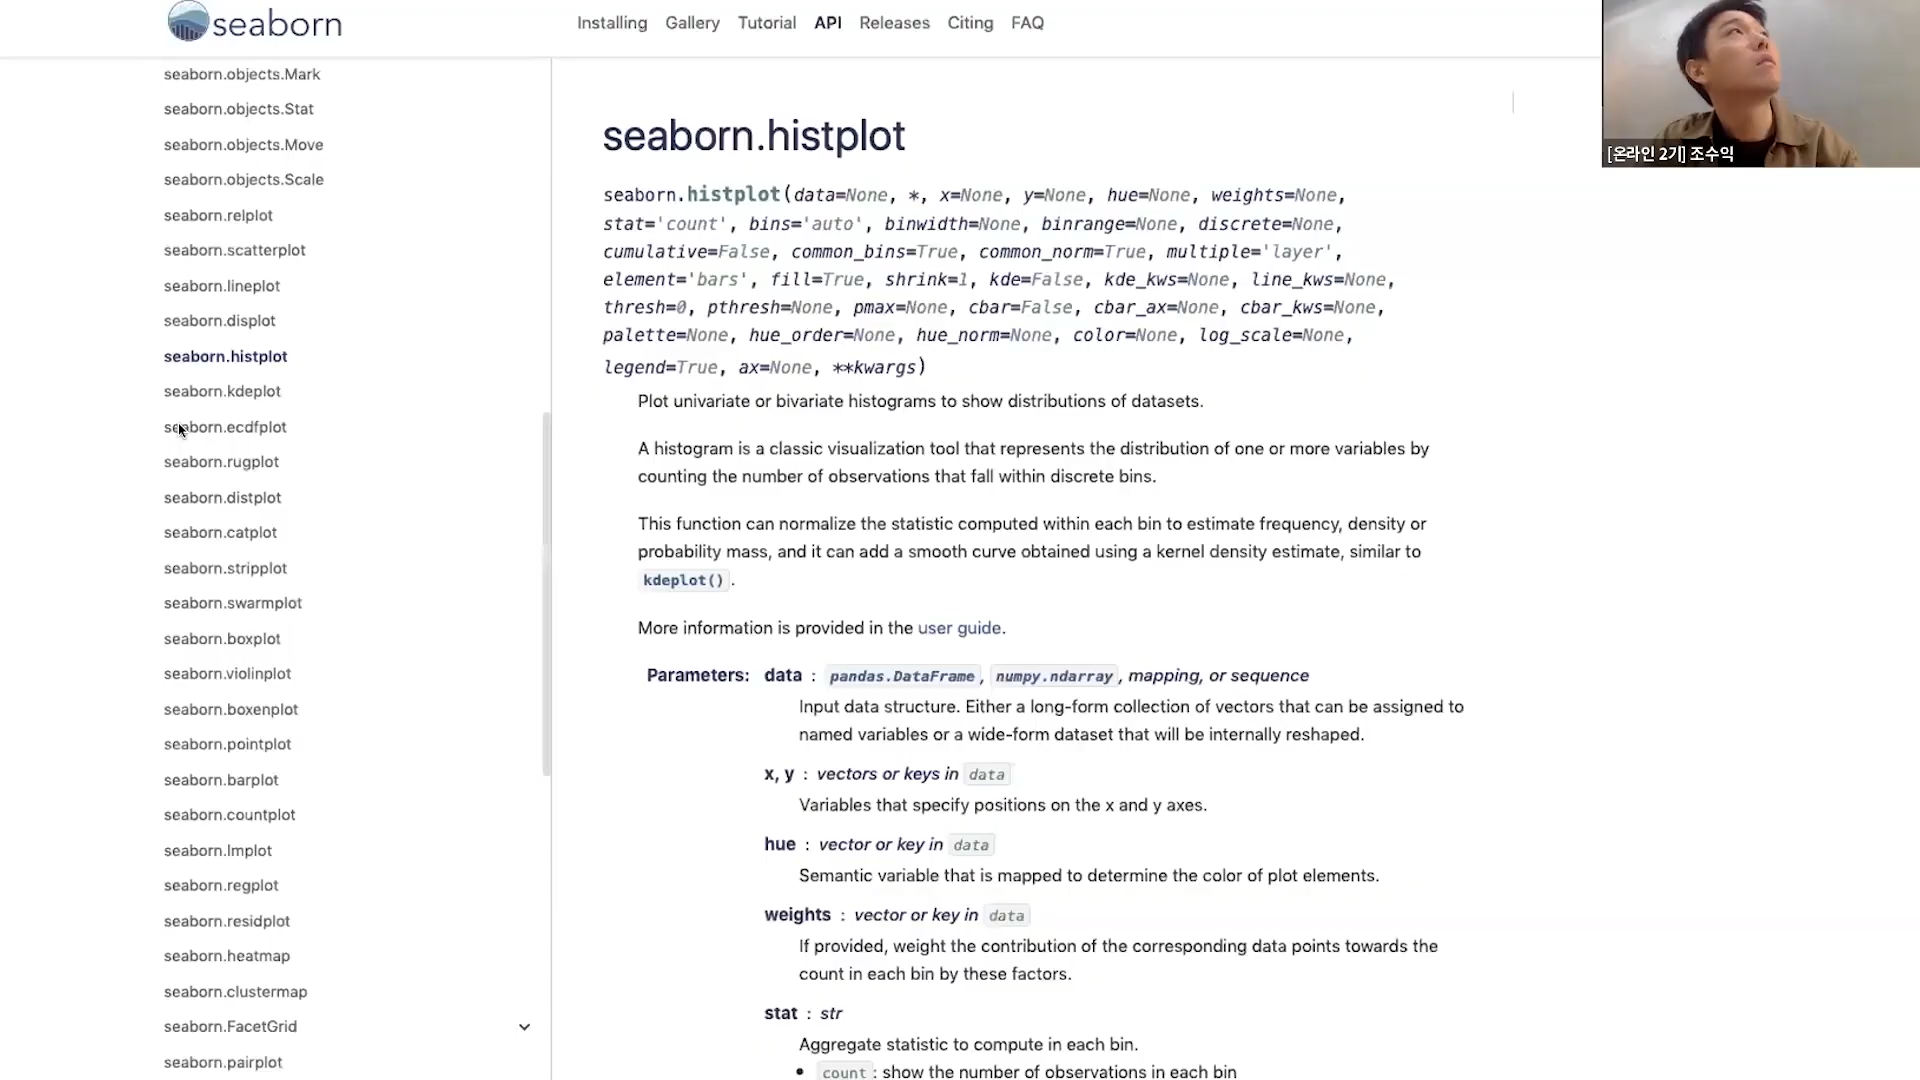 seaborn
Installing Gallery Tutorial API Releases Citing FAQ
[온라인 2기] 조수익
seaborn.objects.Mark
seaborn.objects.Stat
seaborn.objects.Move
seaborn.objects.Scale
seaborn.relplot
seaborn.scatterplot
seaborn.lineplot
seaborn.displot
seaborn.histplot
seaborn.kdeplot
seaborn.ecdfplot
seaborn.rugplot
seaborn.distplot
seaborn.catplot
seaborn.stripplot
seaborn.swarmplot
seaborn.boxplot
seaborn.violinplot
seaborn.boxenplot
seaborn.pointplot
seaborn.barplot
seaborn.countplot
seaborn.lmplot
seaborn.regplot
seaborn.residplot
seaborn.heatmap
seaborn.clustermap
seaborn.FacetGrid
seaborn.pairplot
seaborn.histplot
seaborn.histplot(data=None, *, x=None, y=None, hue=None, weights=None,
stat='count', bins='auto', binwidth=None, binrange=None, discrete=None,
cumulative=False, common_bins=True, common_norm=True, multiple='layer',
element='bars', fill=True, shrink=1, kde=False, kde_kws=None, line_kws=None,
thresh=0, pthresh=None, pmax=None, cbar=False, cbar_ax=None, cbar_kws=None,
palette=None, hue_order=None, hue_norm=None, color=None, log_scale=None,
legend=True, ax=None, **kwargs)
Plot univariate or bivariate histograms to show distributions of datasets.
A histogram is a classic visualization tool that represents the distribution of one or more variables by
counting the number of observations that fall within discrete bins.
This function can normalize the statistic computed within each bin to estimate frequency, density or
probability mass, and it can add a smooth curve obtained using a kernel density estimate, similar to
kdeplot().
More information is provided in the user guide.
Parameters: data : pandas.DataFrame, numpy.ndarray, mapping, or sequence
Input data structure. Either a long-form collection of vectors that can be assigned to
named variables or a wide-form dataset that will be internally reshaped.
x, y : vectors or keys in data
Variables that specify positions on the x and y axes.
hue : vector or key in data
Semantic variable that is mapped to determine the color of plot elements.
weights : vector or key in data
If provided, weight the contribution of the corresponding data points towards the
count in each bin by these factors.
stat : str
Aggregate statistic to compute in each bin.
• count: show the number of observations in each bin